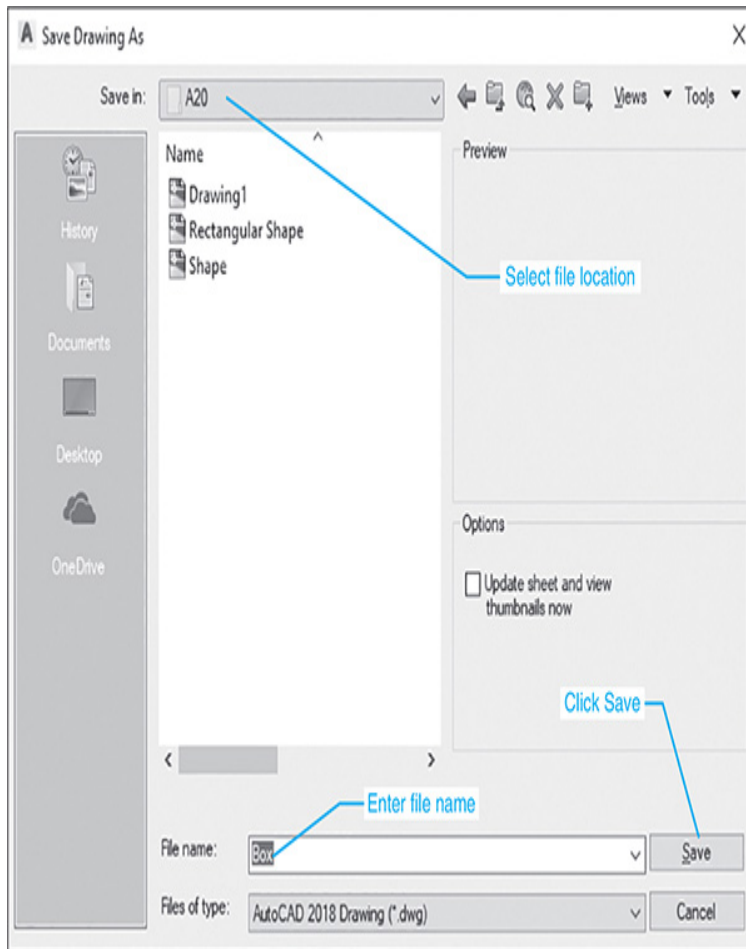 A Save Drawing As
Save in:
A20
Views
Tools
History
Documents
Desktop
OneDrive
Name
Drawing1
Rectangular Shape
Shape
Preview
Select file location
Options
Update sheet and view
thumbnails now
Click Save
Enter file name
File name:
Box
Save
Files of type:
AutoCAD 2018 Drawing (*.dwg)
Cancel